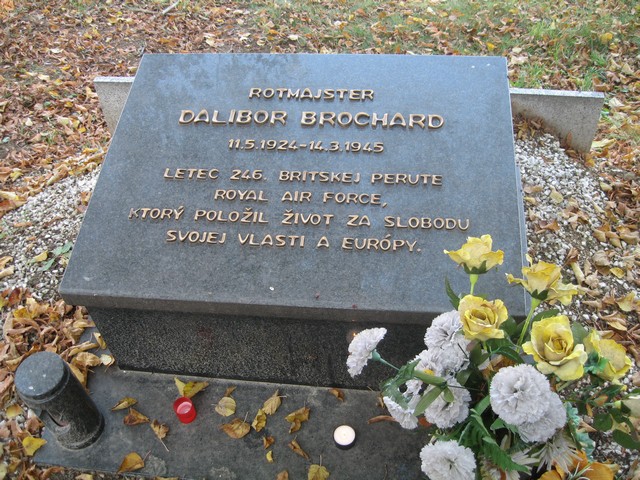 ROTMAJSTER
DALIBOR BROCHARD
11.5.1924-14.3.1945
LETEC 246. BRITSKEJ PERUTE
ROYAL AIR FORCE,
KTORÝ POLOŽIL ŽIVOT ZA SLOBODU
SVOJEJ VLASTI A EURÓPY.